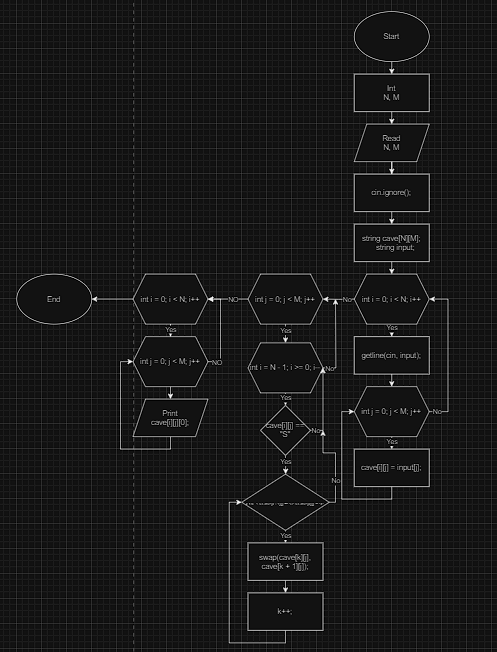 Start
Int
N, M
Read
N, M
cin.ignore();
string cave[N][M];
string input;
End
int i = 0; i < N; i++
NO
int j = 0; j < M; j++
No
int i = 0; i < N; i++
Yes
Yes
Yes
int j = 0; j < M; j++
NO
int i = N - 1; i >= 0; i--
No
getline(cin, input);
Print
cave[i][j][0];
Yes
int j = 0; j < M; j++
No
cave[i][j] ==
"S"
No
Yes
Yes
cave[i][j] = input[j];
No
Yes
swap(cave[k][j],
cave[k + 1][j]);
k++;